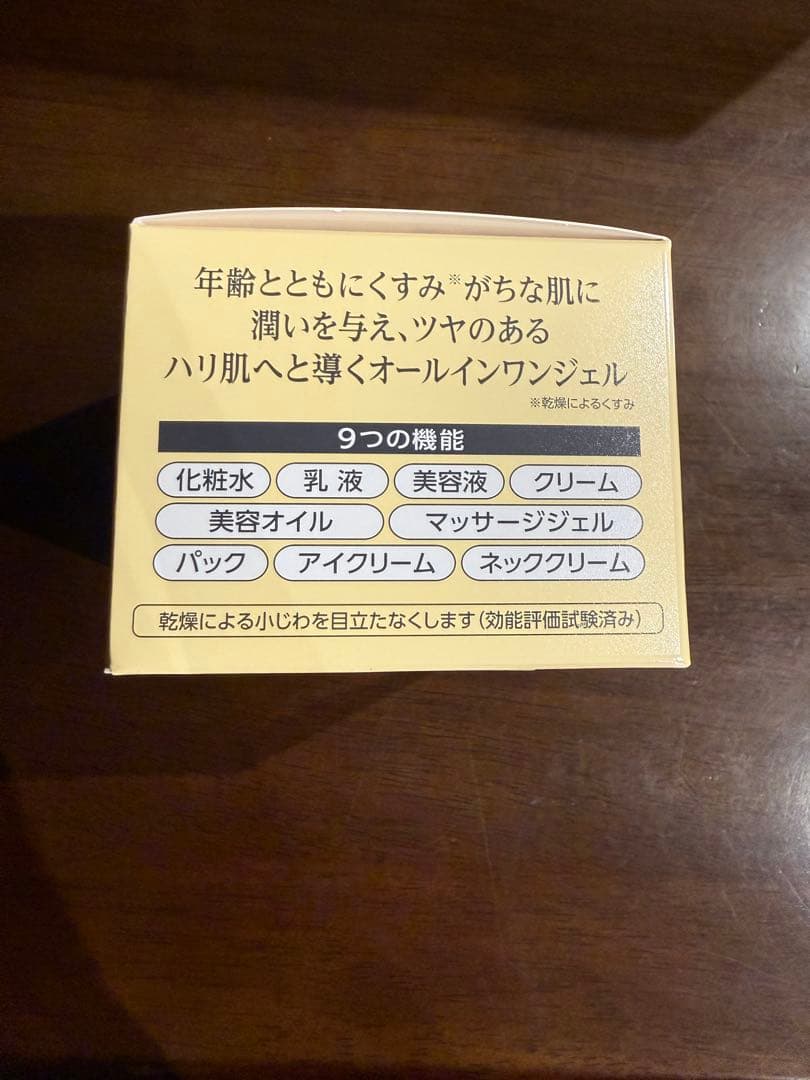 年齢とともにくすみ※がちな肌に
潤いを与え、ツヤのある
ハリ肌へと導くオールインワンジェル
※乾燥によるくすみ
9つの機能
化粧水 乳液 美容液 クリーム
美容オイル マッサージジェル
パック アイクリーム ネッククリーム
乾燥による小じわを目立たなくします(効能評価試験済み)